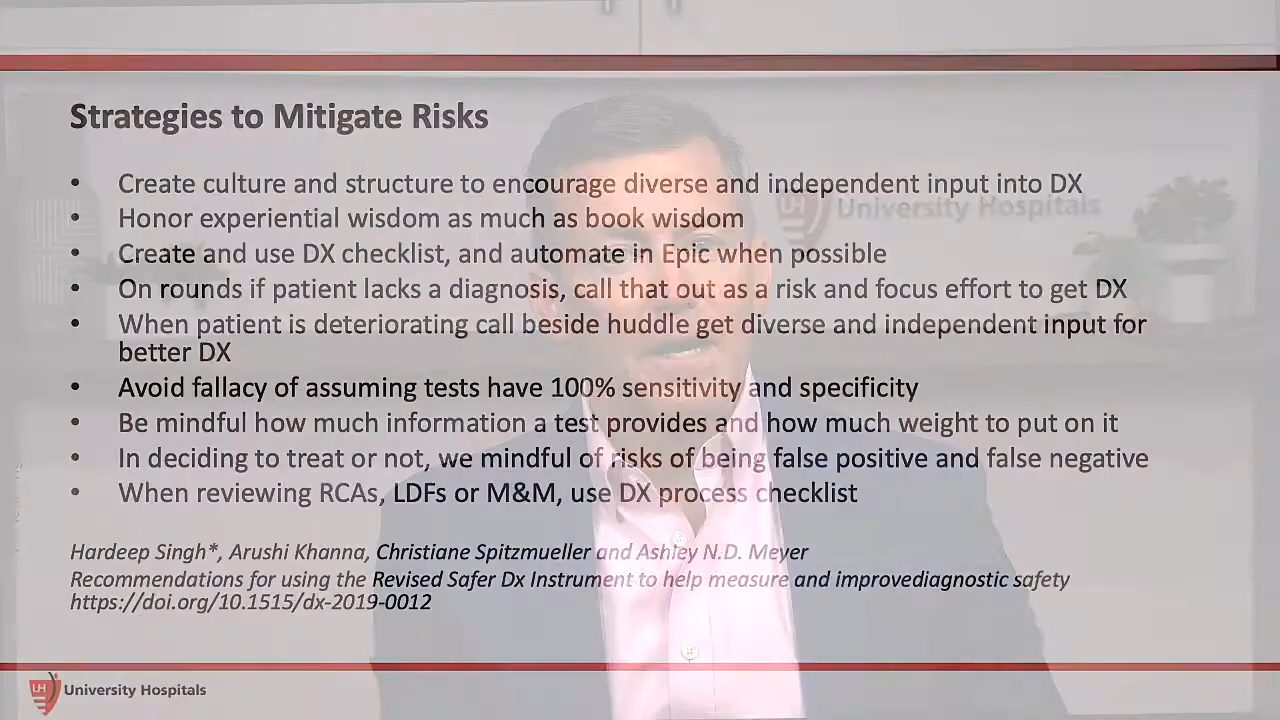 Strategies to Mitigate Risks
• Create culture and structure to encourage diverse and independent input into DX
University Hospitals
• Honor experiential wisdom as much as book wisdom
• Create and use DX checklist, and automate in Epic when possible
• On rounds if patient lacks a diagnosis, call that out as a risk and focus effort to get DX
• When patient is deteriorating call beside huddle get diverse and independent input for
better DX
• Avoid fallacy of assuming tests have 100% sensitivity and specificity
• Be mindful how much information a test provides and how much weight to put on it
• In deciding to treat or not, we mindful of risks of being false positive and false negative
• When reviewing RCAs, LDFs or M&M, use DX process checklist
Hardeep Singh*, Arushi Khanna, Christiane Spitzmueller and Ashley N.D. Meyer
Recommendations for using the Revised Safer Dx Instrument to help measure and improvediagnostic safety
https://doi.org/10.1515/dx-2019-0012
UH University Hospitals